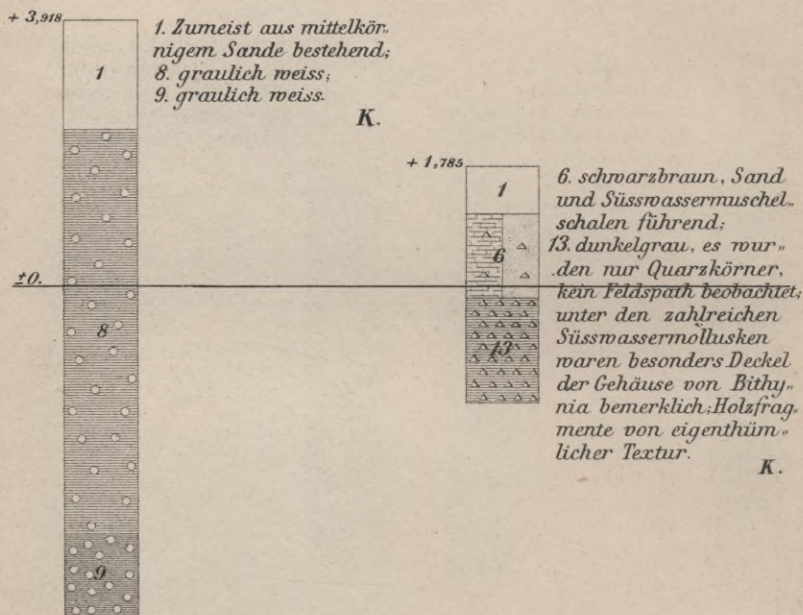 + 3,918
1. Zumeist aus mittelkör„
nigem Sande bestehend;
8. graulich weiss;
9. graulich weiss.
K.
1
8
9
±0.
+ 1,785
1
6
13
6. schwarzbraun, Sand
und Süsswassermuschel„
schalen führend;
13. dunkelgrau, es wur„
den nur Quarzkörner,
kein Feldspath beobachtet;
unter den zahlreichen
Süsswassermollusken
waren besonders Deckel
der Gehäuse von Bithy„
nia bemerklich; Holzfrag„
mente von eigenthüm„
licher Textur.
K.